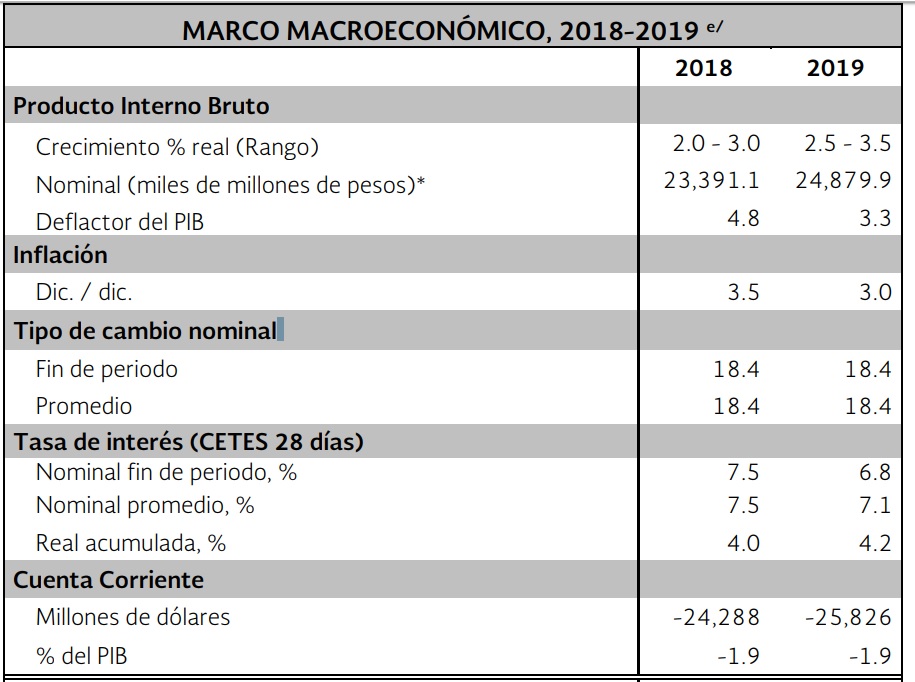 MARCO MACROECONÓMICO, 2018-2019 e/
2018 2019
Producto Interno Bruto
Crecimiento % real (Rango) 2.0 - 3.0 2.5 - 3.5
Nominal (miles de millones de pesos)* 23,391.1 24,879.9
Deflactor del PIB 4.8 3.3
Inflación
Dic. / dic. 3.5 3.0
Tipo de cambio nominal
Fin de periodo 18.4 18.4
Promedio 18.4 18.4
Tasa de interés (CETES 28 días)
Nominal fin de periodo, % 7.5 6.8
Nominal promedio, % 7.5 7.1
Real acumulada, % 4.0 4.2
Cuenta Corriente
Millones de dólares -24,288 -25,826
% del PIB -1.9 -1.9